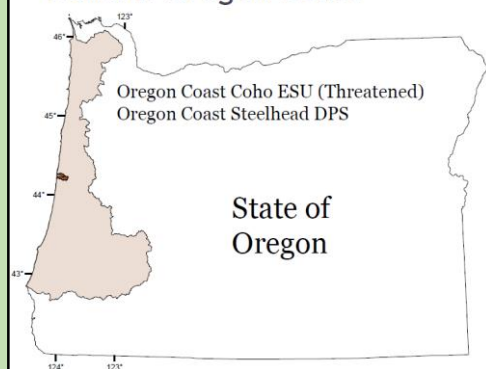 123°
46°
Oregon Coast Coho ESU (Threatened)
Oregon Coast Steelhead DPS
45°
44°
State of
Oregon
43°
124°
123°